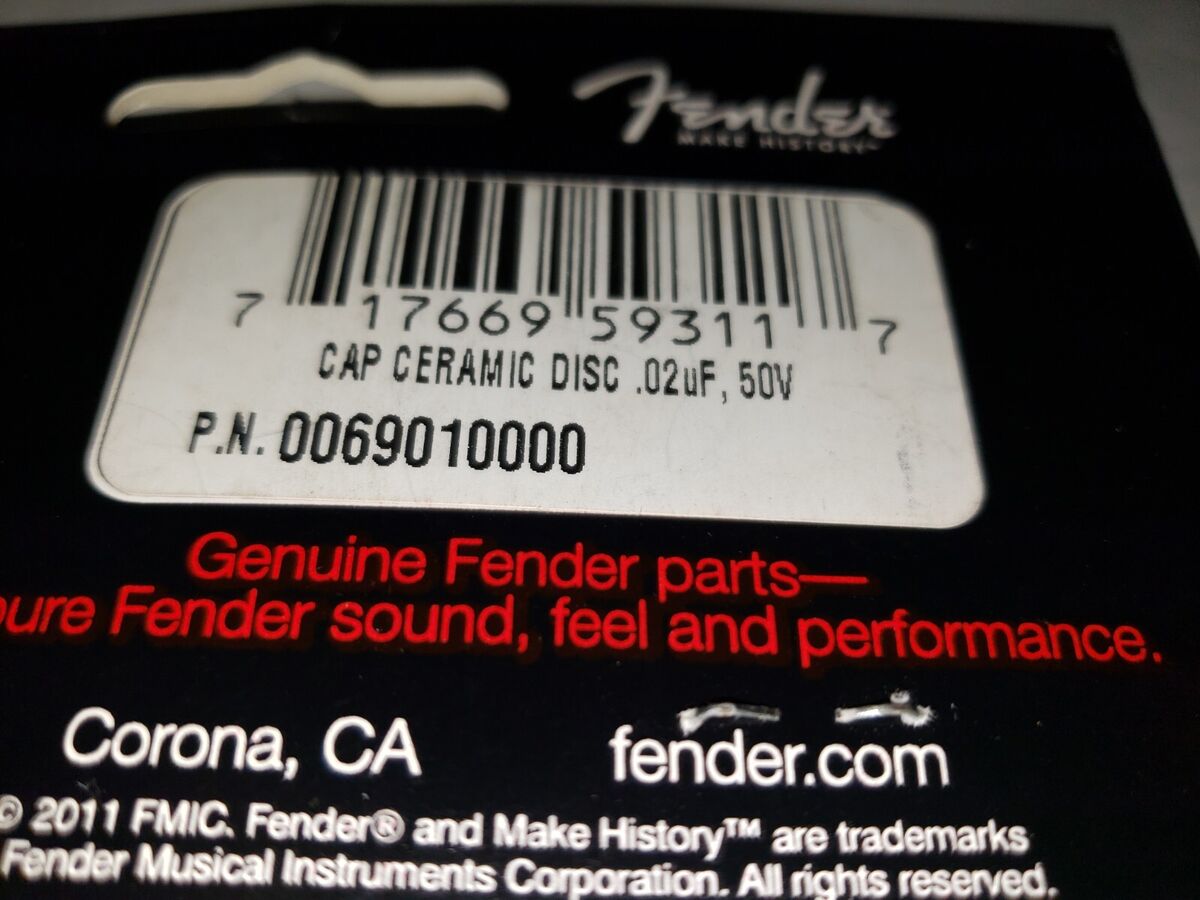 Fender
MAKE HISTORY™
7 17669 59311 7
CAP CERAMIC DISC .02uF, 50V
P.N. 0069010000
Genuine Fender parts—
pure Fender sound, feel and performance.
Corona, CA fender.com
© 2011 FMIC. Fender® and Make History™ are trademarks
Fender Musical Instruments Corporation. All rights reserved.